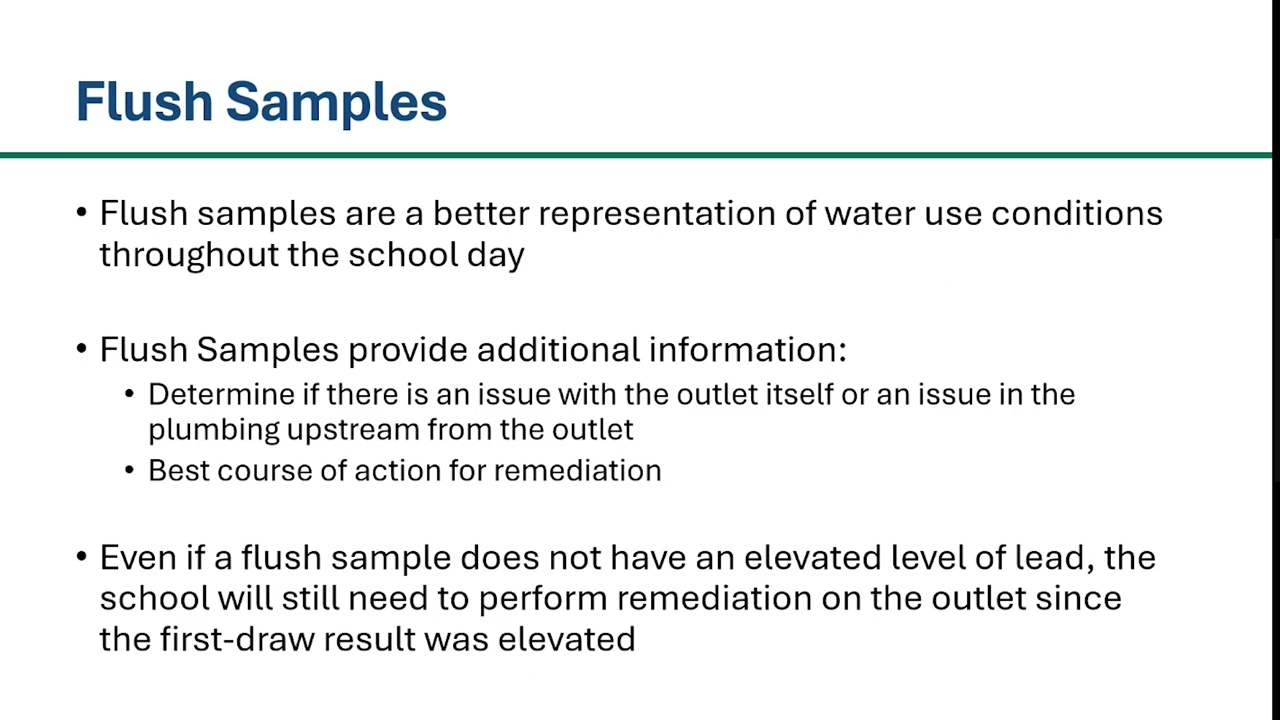 Flush Samples
• Flush samples are a better representation of water use conditions
throughout the school day
• Flush Samples provide additional information:
• Determine if there is an issue with the outlet itself or an issue in the
plumbing upstream from the outlet
• Best course of action for remediation
• Even if a flush sample does not have an elevated level of lead, the
school will still need to perform remediation on the outlet since
the first-draw result was elevated